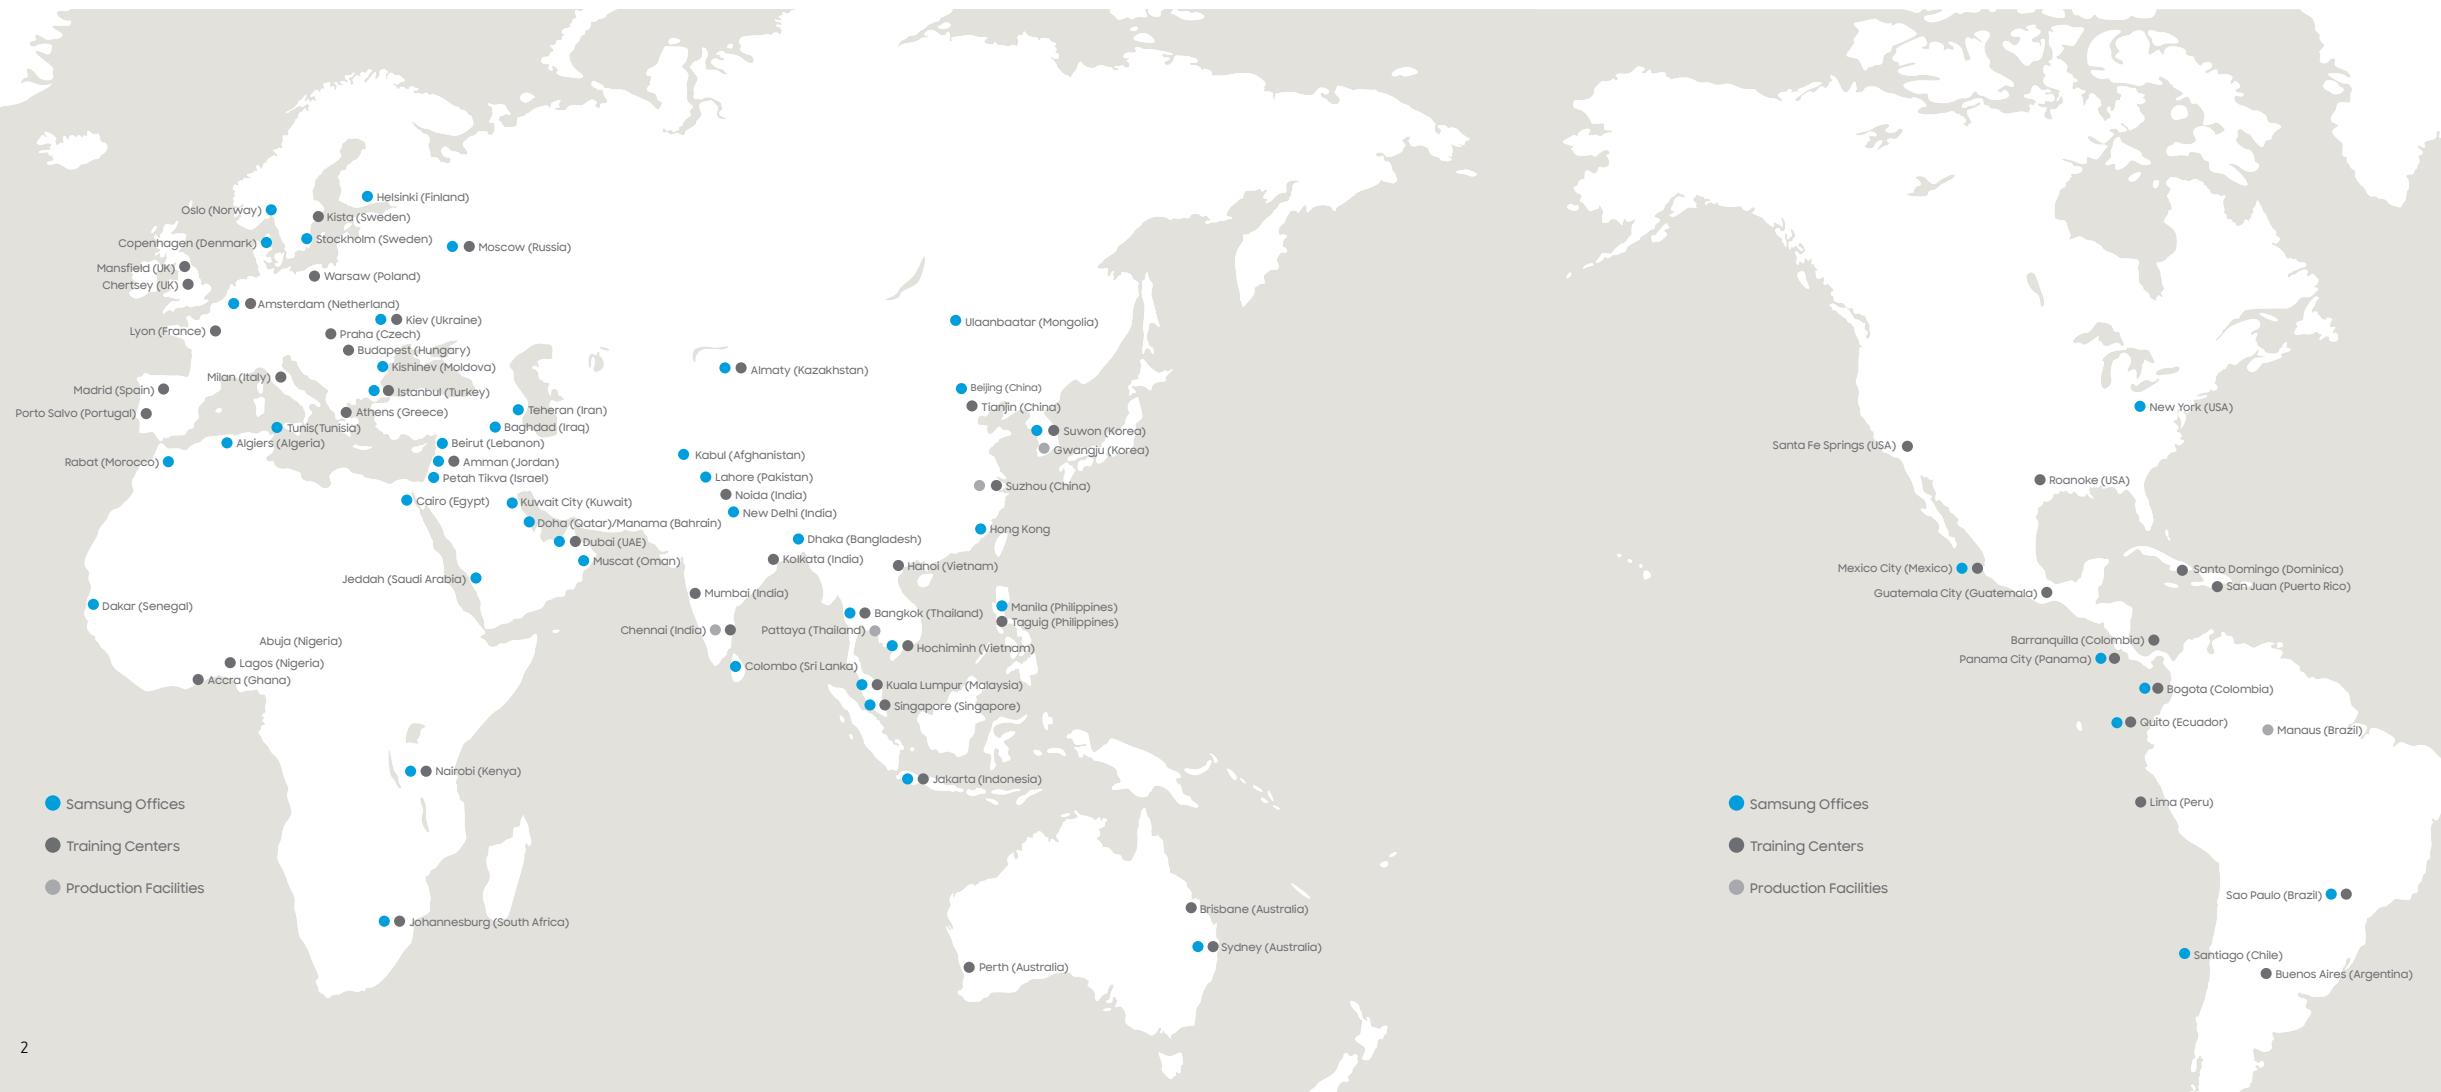 Helsinki (Finland)
Oslo (Norway)
Kista (Sweden)
Stockholm (Sweden)
Copenhagen (Denmark)
Moscow (Russia)
Mansfield (UK)
Warsaw (Poland)
Chertsey (UK)
Amsterdam (Netherland)
Kiev (Ukraine)
Lyon (France)
Praha (Czech)
Budapest (Hungary)
Kishinev (Moldova)
Milan (Italy)
Madrid (Spain)
Istanbul (Turkey)
Porto Salvo (Portugal)
Athens (Greece)
Teheran (Iran)
Tunis(Tunisia)
Baghdad (Iraq)
Algiers (Algeria)
Beirut (Lebanon)
Rabat (Morocco)
Amman (Jordan)
Petah Tikva (Israel)
Cairo (Egypt)
Kuwait City (Kuwait)
Doha (Qatar)/Manama (Bahrain)
Dubai (UAE)
Muscat (Oman)
Jeddah (Saudi Arabia)
Dakar (Senegal)
Abuja (Nigeria)
Lagos (Nigeria)
Accra (Ghana)
Nairobi (Kenya)
Johannesburg (South Africa)
Ulaanbaatar (Mongolia)
Almaty (Kazakhstan)
Beijing (China)
Tianjin (China)
Suwon (Korea)
Gwangju (Korea)
Kabul (Afghanistan)
Lahore (Pakistan)
Suzhou (China)
Noida (India)
New Delhi (India)
Hong Kong
Dhaka (Bangladesh)
Kolkata (India)
Hanoi (Vietnam)
Mumbai (India)
Manila (Philippines)
Bangkok (Thailand)
Taguig (Philippines)
Chennai (India)
Pattaya (Thailand)
Hochiminh (Vietnam)
Colombo (Sri Lanka)
Kuala Lumpur (Malaysia)
Singapore (Singapore)
Jakarta (Indonesia)
Brisbane (Australia)
Sydney (Australia)
Perth (Australia)
Samsung Offices
Training Centers
Production Facilities
New York (USA)
Santa Fe Springs (USA)
Roanoke (USA)
Mexico City (Mexico)
Santo Domingo (Dominica)
San Juan (Puerto Rico)
Guatemala City (Guatemala)
Barranquilla (Colombia)
Panama City (Panama)
Bogota (Colombia)
Quito (Ecuador)
Manaus (Brazil)
Lima (Peru)
Sao Paulo (Brazil)
Santiago (Chile)
Buenos Aires (Argentina)
Samsung Offices
Training Centers
Production Facilities
2